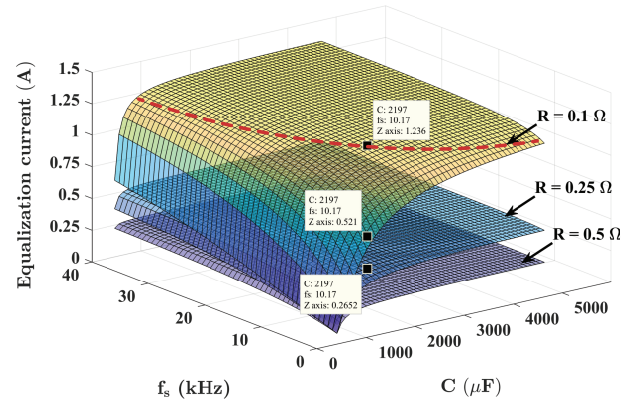 Equalization current (A)
1.5
1.25
1
0.75
0.5
0.25
0
40
30
20
10
0
f_s (kHz)
0
1000
2000
3000
4000
5000
C (μF)
C: 2197
fs: 10.17
Z axis: 1.236
C: 2197
fs: 10.17
Z axis: 0.521
C: 2197
fs: 10.17
Z axis: 0.2652
R = 0.1 Ω
R = 0.25 Ω
R = 0.5 Ω